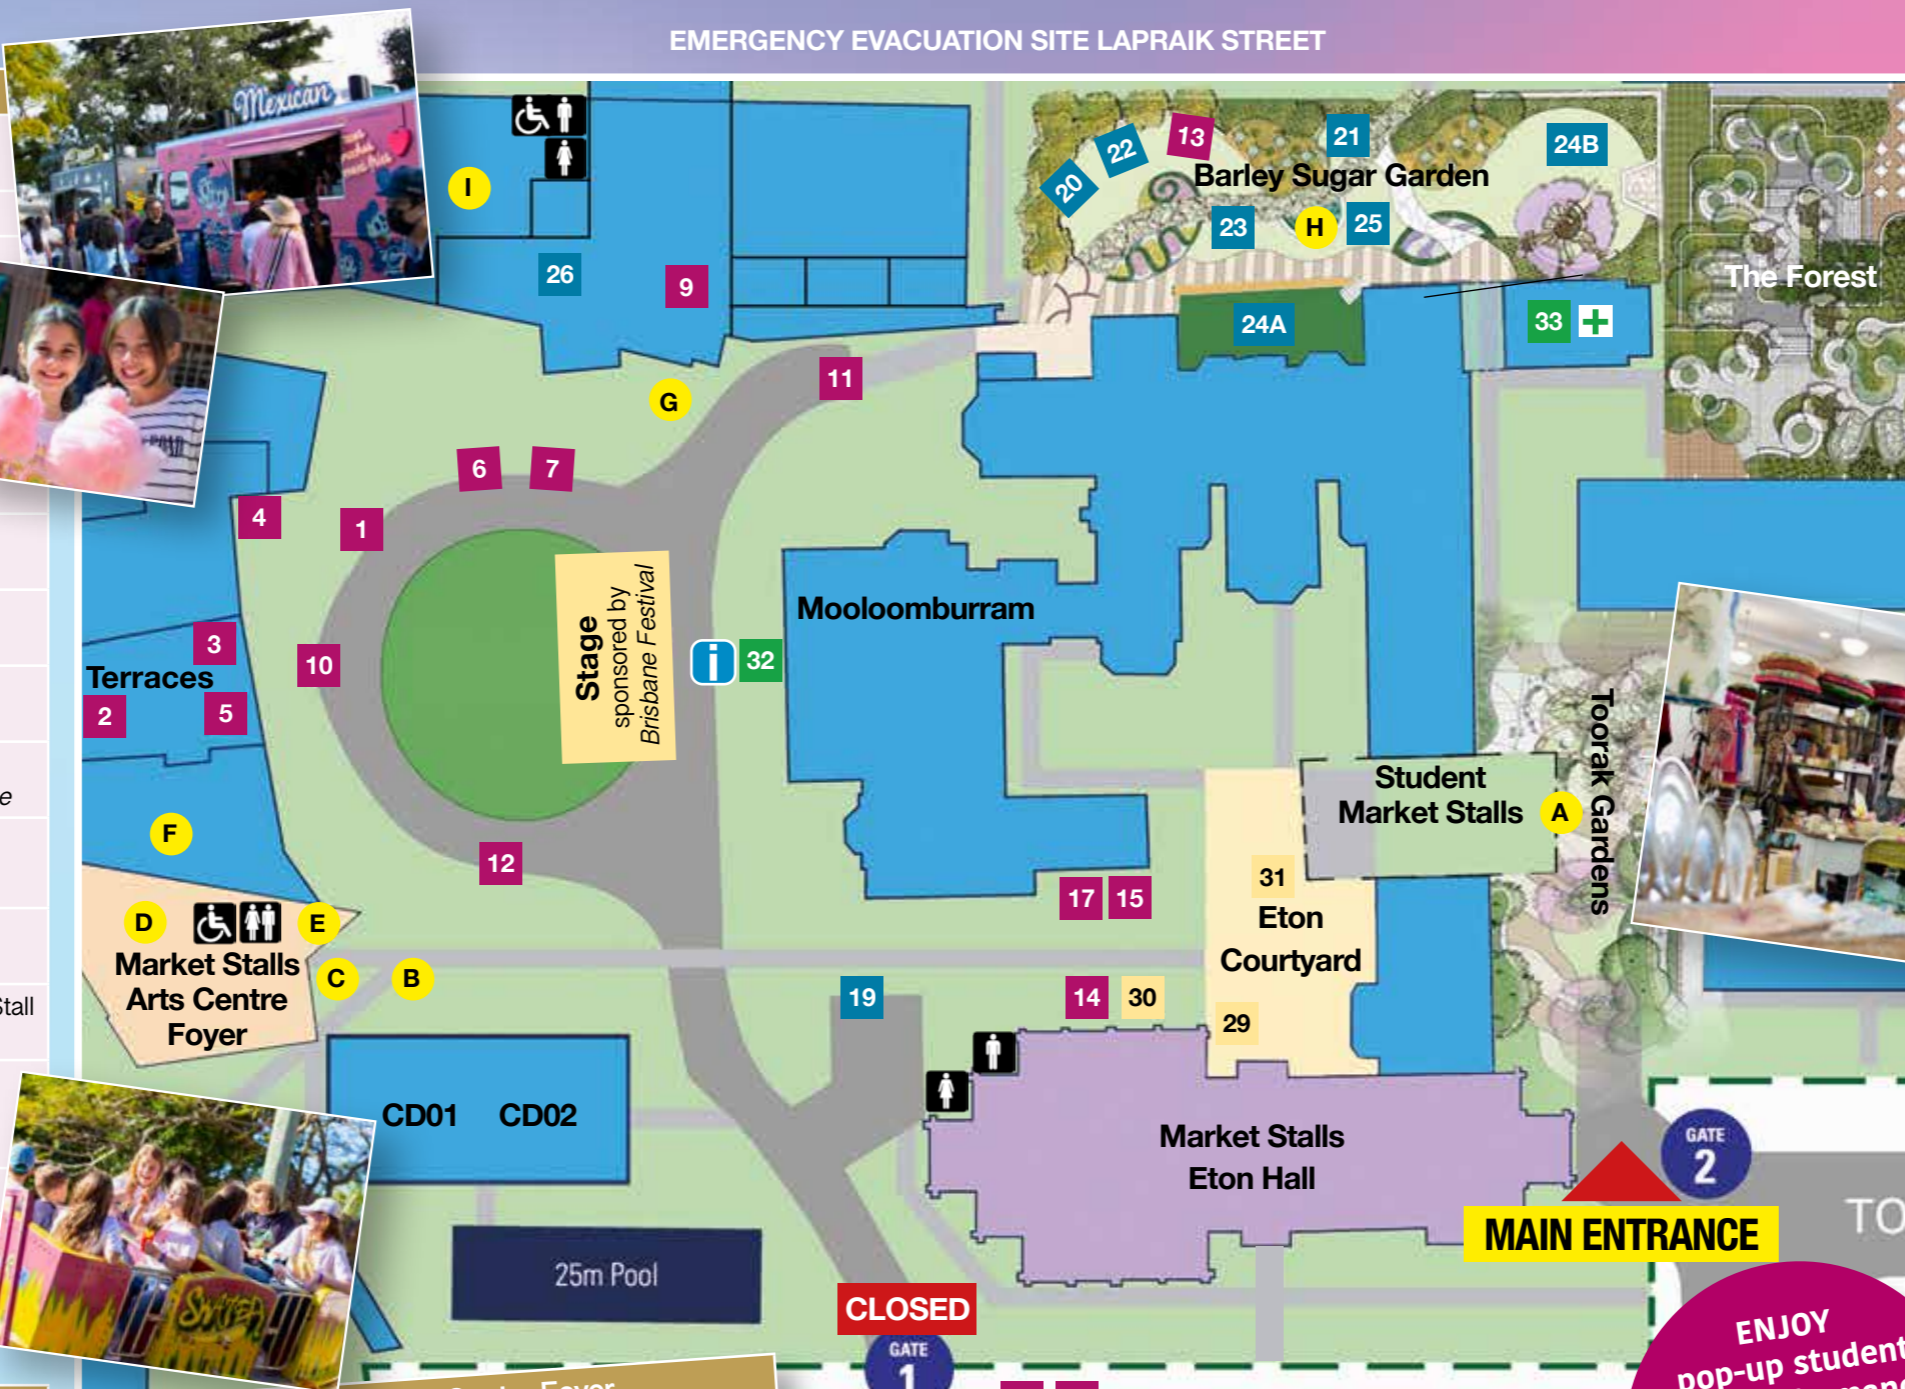 EMERGENCY EVACUATION SITE LAPRAIK STREET
Mexican
I
26
9
20
22
13
21
24B
Barley Sugar Garden
23
H
25
The Forest
24A
33
G
11
6
7
4
1
Stage
sponsored by
Brisbane Festival
i
32
Mooloomburram
3
Terraces
2
5
10
Student
Market Stalls
A
Toorak Gardens
e
F
12
31
Eton
Courtyard
17
15
D
E
Market Stalls
Arts Centre
Foyer
C
B
19
14
30
29
Stall
CD01
CD02
Market Stalls
Eton Hall
GATE
2
MAIN ENTRANCE
TO
25m Pool
CLOSED
GATE
1
ENJOY
pop-up student
Foyer